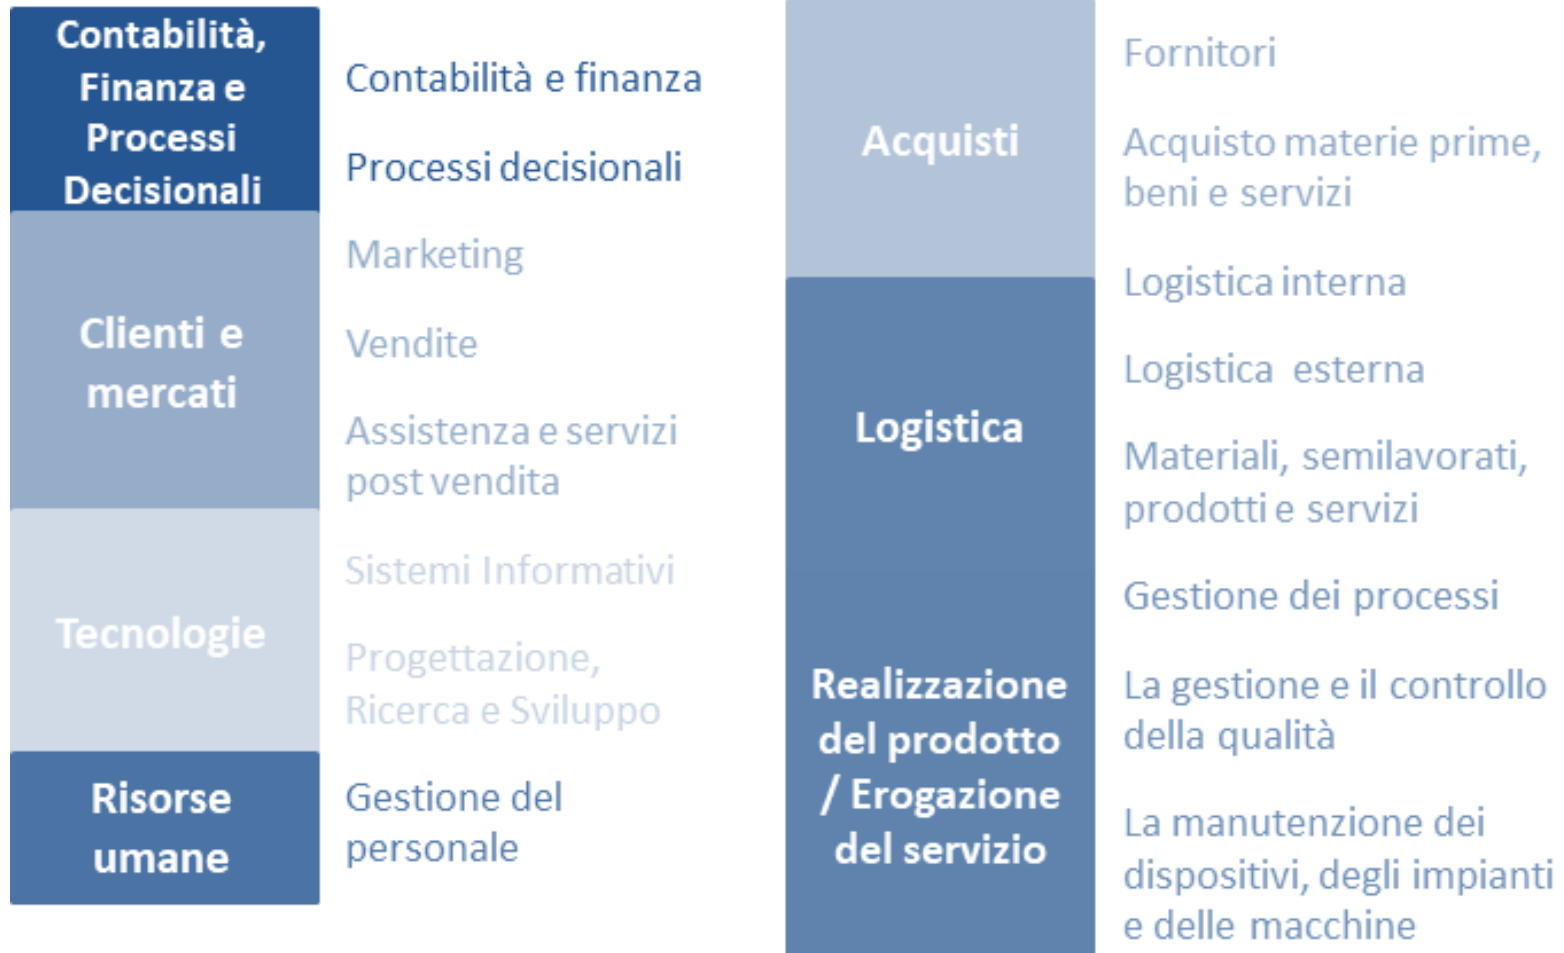 Contabilità,
Finanza e
Processi
Decisionali
Contabilità e finanza
Processi decisionali
Clienti e
mercati
Marketing
Vendite
Assistenza e servizi
post vendita
Tecnologie
Sistemi Informativi
Progettazione,
Ricerca e Sviluppo
Risorse
umane
Gestione del
personale
Acquisti
Fornitori
Acquisto materie prime,
beni e servizi
Logistica
Logistica interna
Logistica esterna
Materiali, semilavorati,
prodotti e servizi
Realizzazione
del prodotto
/ Erogazione
del servizio
Gestione dei processi
La gestione e il controllo
della qualità
La manutenzione dei
dispositivi, degli impianti
e delle macchine